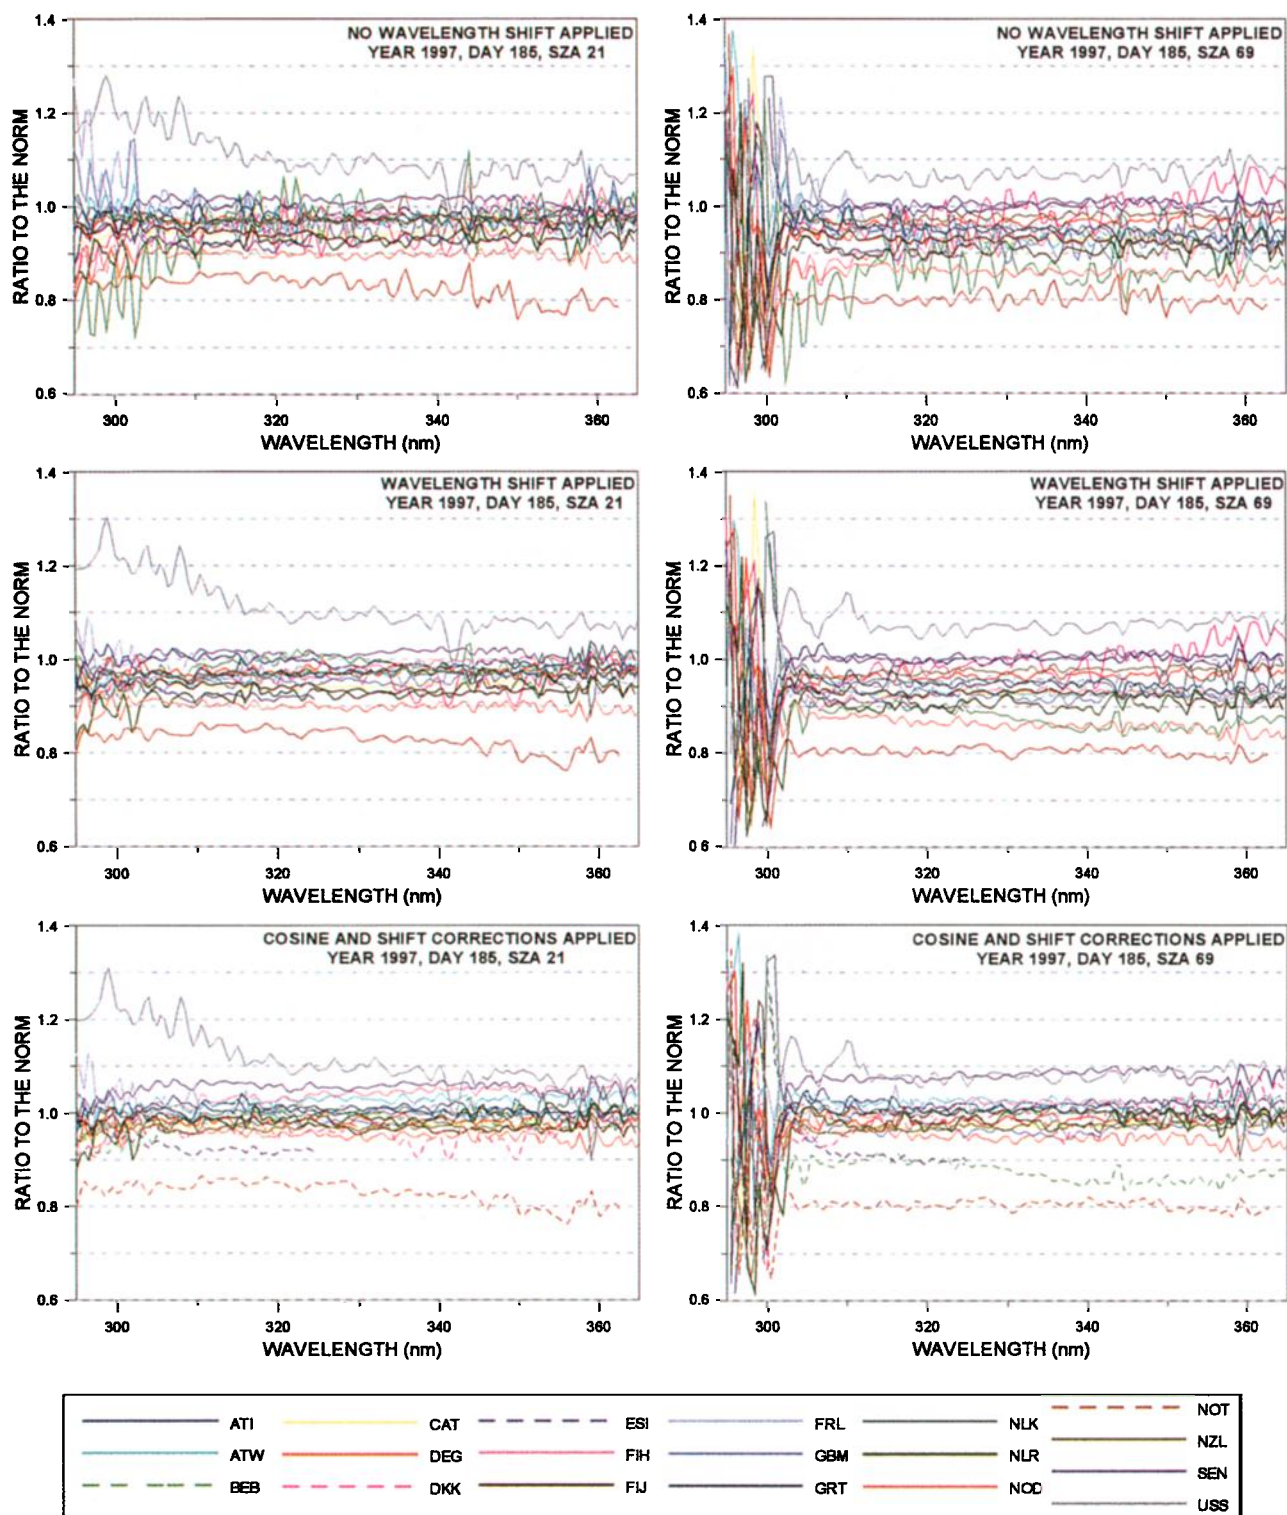 NO WAVELENGTH SHIFT APPLIED
YEAR 1997, DAY 185, SZA 21
RATIO TO THE NORM
1.4
1.2
1.0
0.8
0.6
300
320
340
360
WAVELENGTH (nm)
NO WAVELENGTH SHIFT APPLIED
YEAR 1997, DAY 185, SZA 69
RATIO TO THE NORM
1.4
1.2
1.0
0.8
0.6
300
320
340
360
WAVELENGTH (nm)
WAVELENGTH SHIFT APPLIED
YEAR 1997, DAY 185, SZA 21
RATIO TO THE NORM
1.4
1.2
1.0
0.8
0.6
300
320
340
360
WAVELENGTH (nm)
WAVELENGTH SHIFT APPLIED
YEAR 1997, DAY 185, SZA 69
RATIO TO THE NORM
1.4
1.2
1.0
0.8
0.6
300
320
340
360
WAVELENGTH (nm)
COSINE AND SHIFT CORRECTIONS APPLIED
YEAR 1997, DAY 185, SZA 21
RATIO TO THE NORM
1.4
1.2
1.0
0.8
0.6
300
320
340
360
WAVELENGTH (nm)
COSINE AND SHIFT CORRECTIONS APPLIED
YEAR 1997, DAY 185, SZA 69
RATIO TO THE NORM
1.4
1.2
1.0
0.8
0.6
300
320
340
360
WAVELENGTH (nm)
ATI
ATW
BEB
CAT
DEG
DKK
ESI
FIH
FIJ
FRL
GBM
GRT
NLK
NLR
NOD
NOT
NZL
SEN
USS